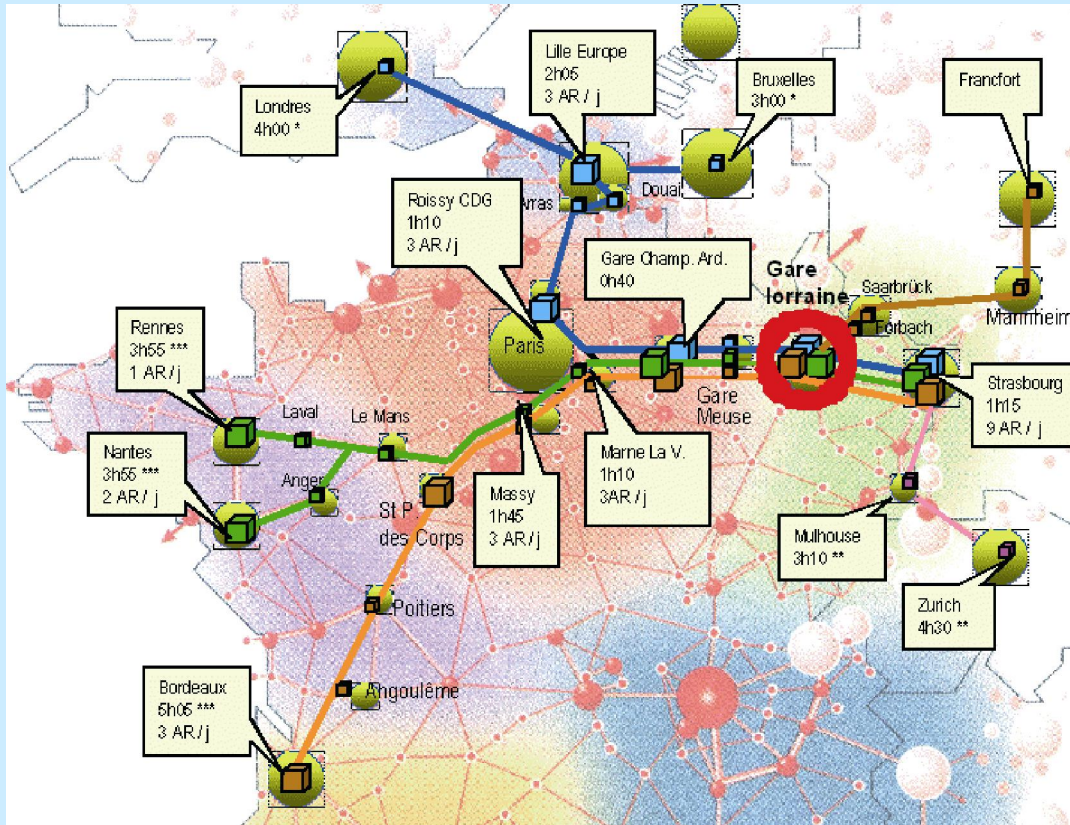 Londres
4h00 *
Lille Europe
2h05
3 AR / j
Bruxelles
3h00 *
Francfort
Roissy CDG
1h10
3 AR / j
Arras
Douai
Gare Champ. Ard.
0h40
Gare
lorraine
Saarbrück
Forbach
Mannheim
Rennes
3h55 ***
1 AR / j
Paris
Gare
Meuse
Strasbourg
1h15
9 AR / j
Laval
Le Mans
Nantes
3h55 ***
2 AR / j
Anger
St P.
des Corps
Massy
1h45
3 AR / j
Marne La V.
1h10
3AR / j
Mulhouse
3h10 **
Zurich
4h30 **
Poitiers
Angoulême
Bordeaux
5h05 ***
3 AR / j